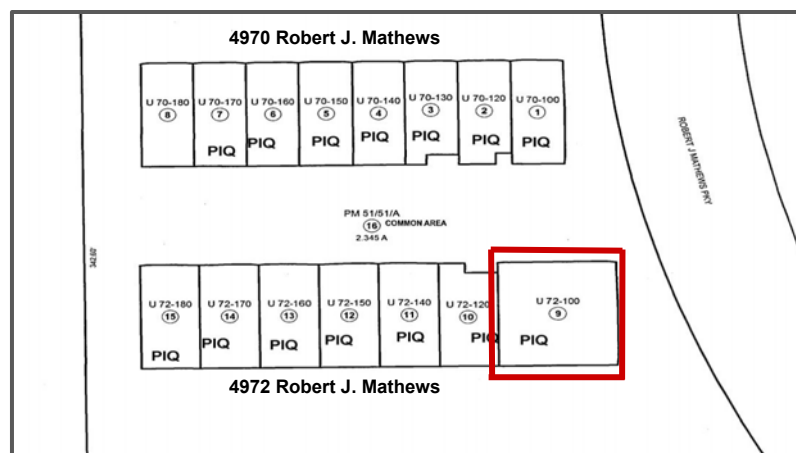 4970 Robert J. Mathews
U 70-180 U 70-170 U 70-160 U 70-150 U 70-140 U 70-130 U 70-120 U 70-100
8 7 6 5 4 3 2 1
PIQ PIQ PIQ PIQ PIQ PIQ PIQ
ROBERT J MATHEWS PKY
PM 51/51/A
16 COMMON AREA
2.345 A
342.60'
U 72-180 U 72-170 U 72-160 U 72-150 U 72-140 U 72-120 U 72-100
15 14 13 12 11 10 9
PIQ PIQ PIQ PIQ PIQ PIQ PIQ
4972 Robert J. Mathews